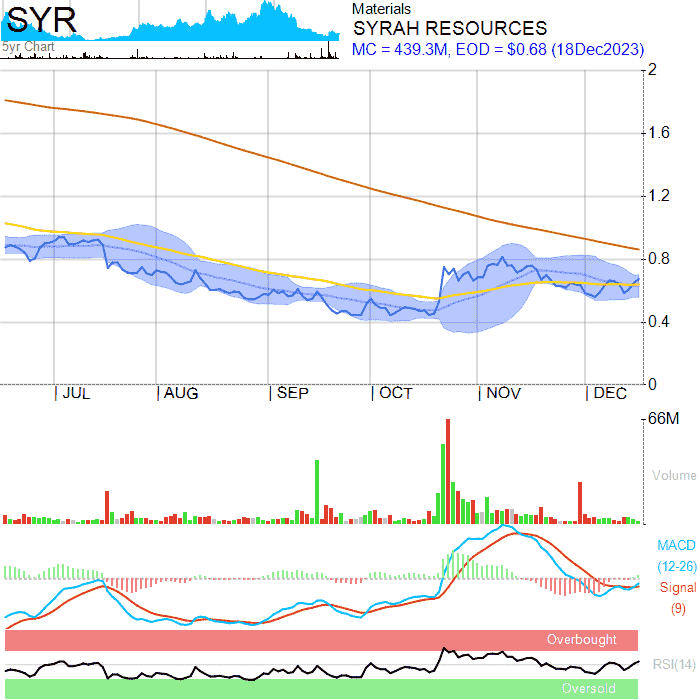 SYR
5yr Chart
Materials
SYRAH RESOURCES
MC = 439.3M, EOD = $0.68 (18Dec2023)
2
1.6
1.2
0.8
0.4
0
JUL AUG SEP OCT NOV DEC
66M
Volume
MACD
(12-26)
Signal
(9)
Overbought
RSI(14)
Oversold